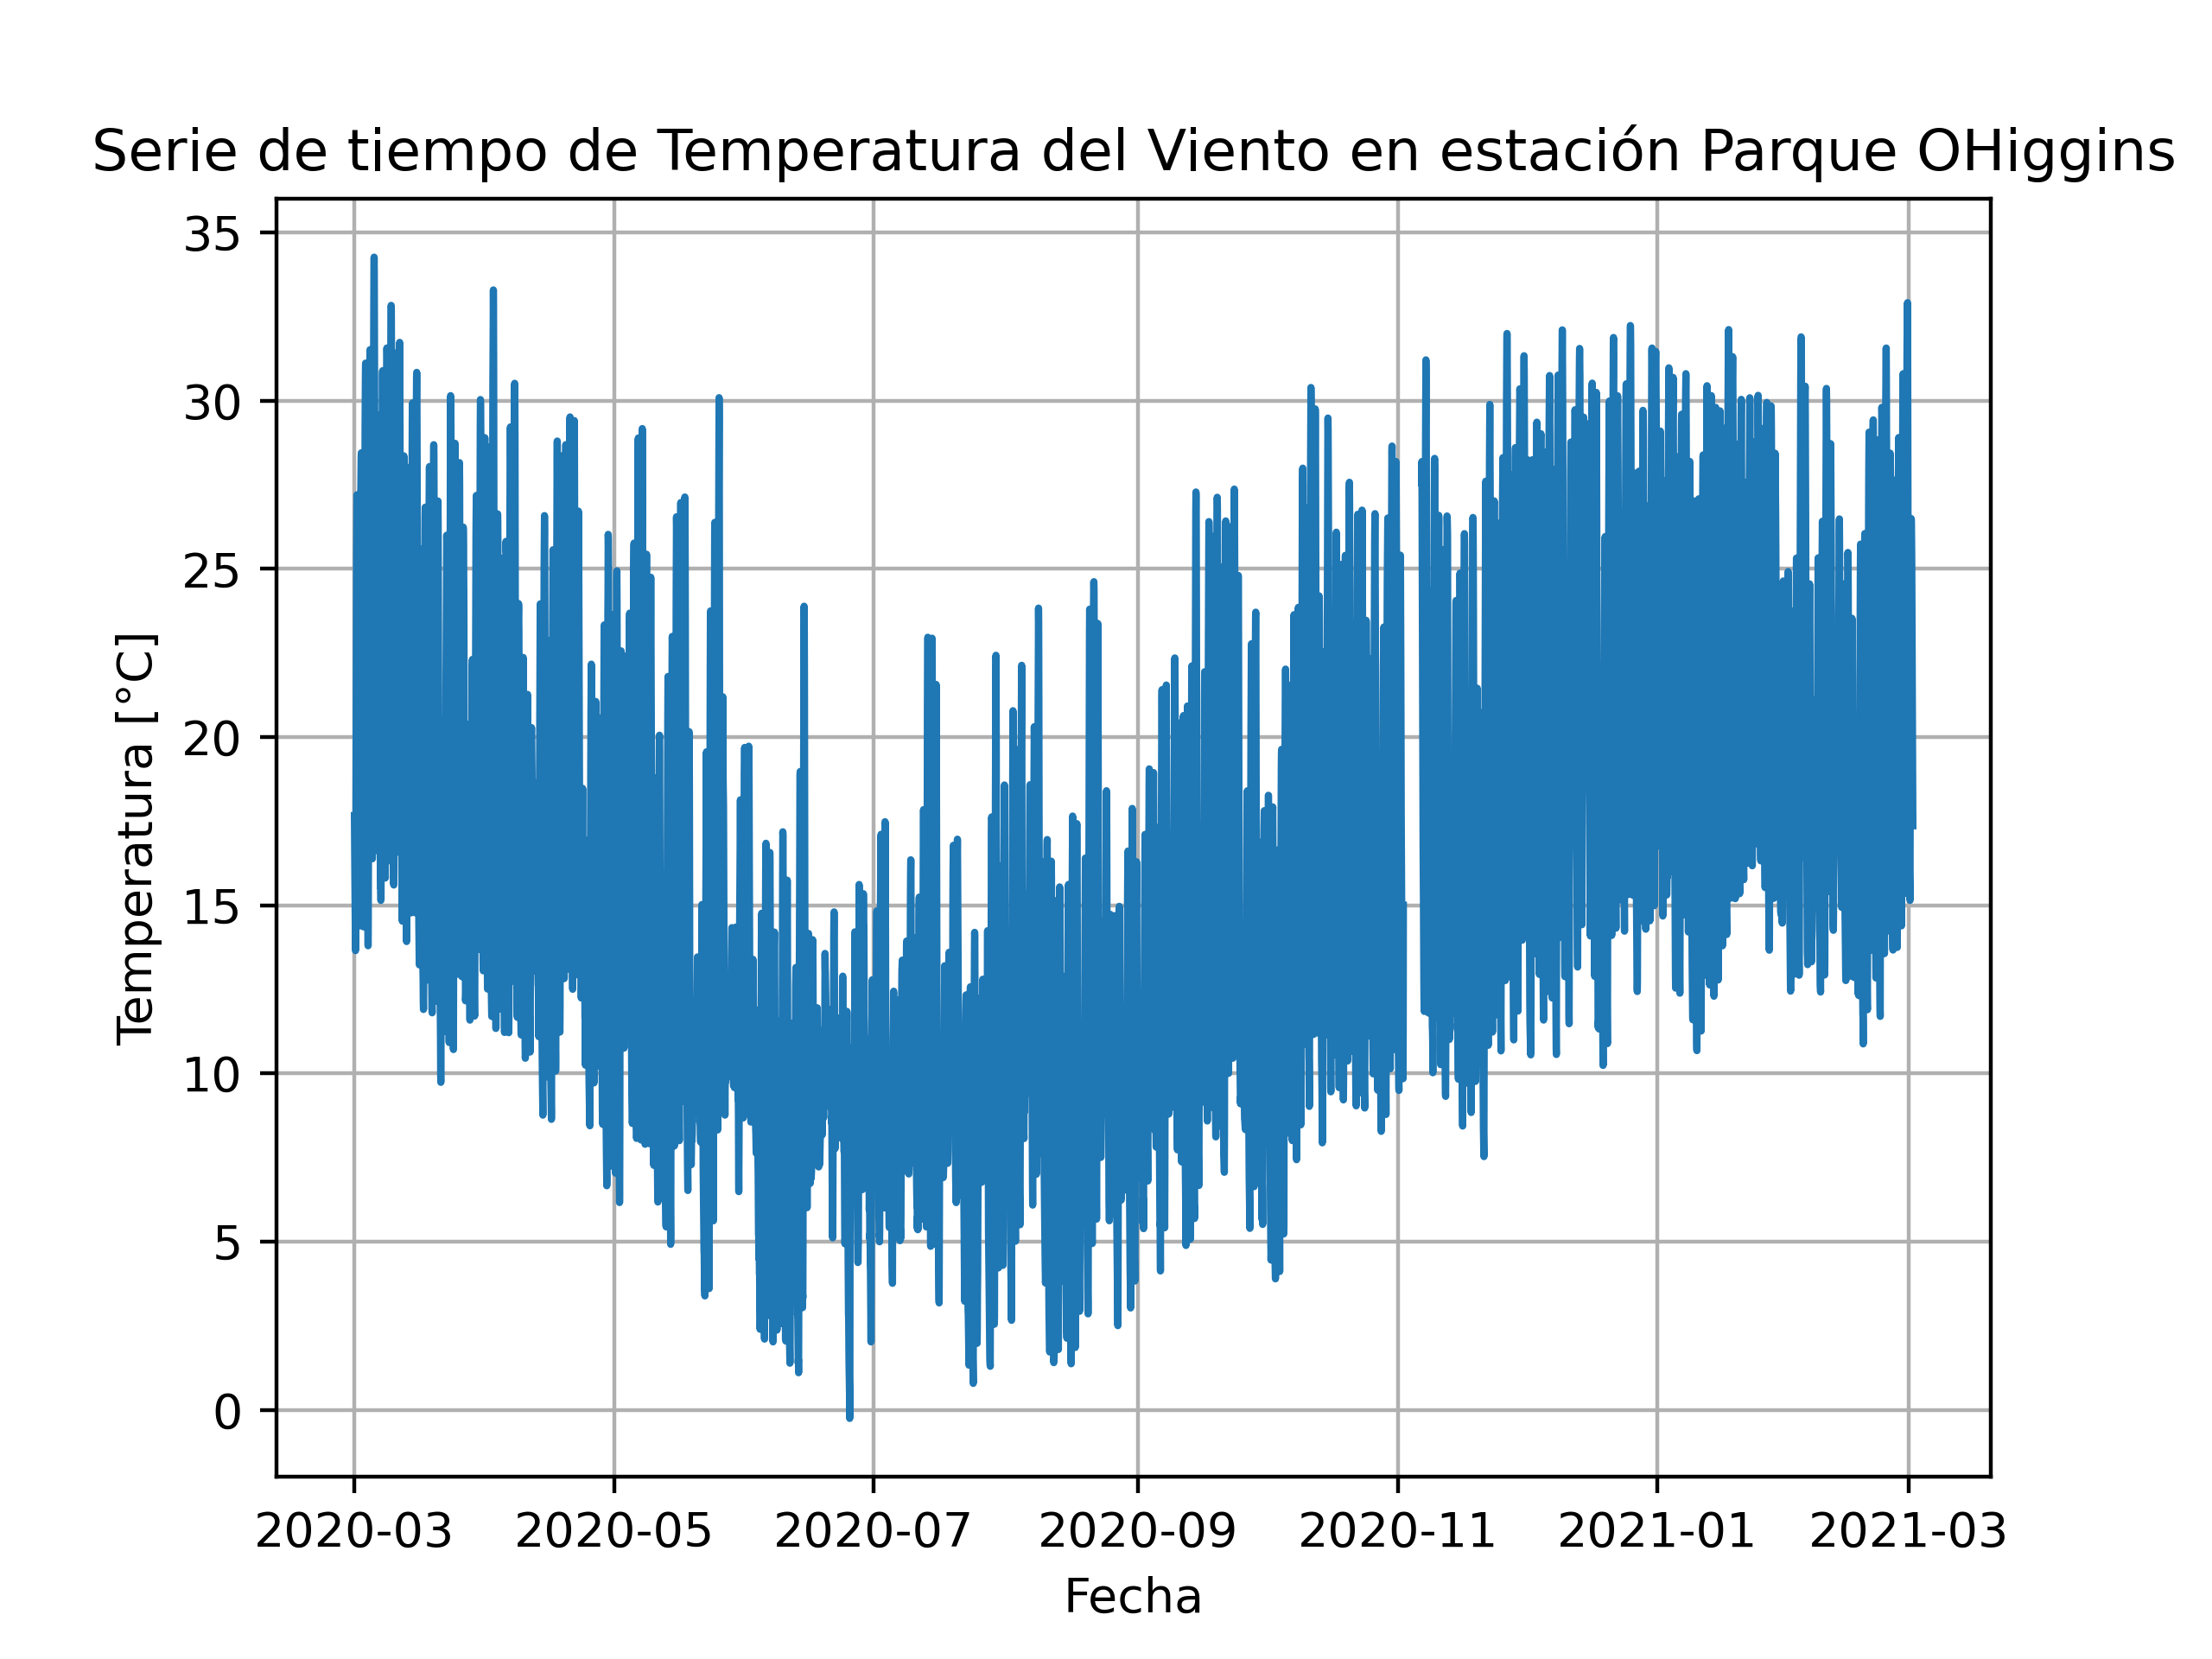 Serie de tiempo de Temperatura del Viento en estación Parque OHiggins
Temperatura [°C]
35
30
25
20
15
10
5
0
2020-03 2020-05 2020-07 2020-09 2020-11 2021-01 2021-03
Fecha